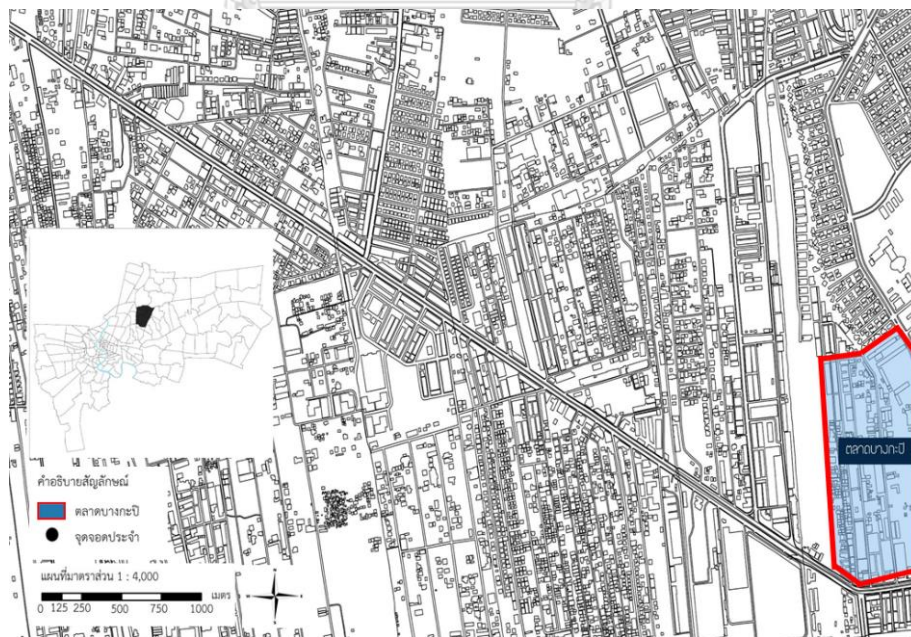 ตลาดบางกะปิ
คำอธิบายสัญลักษณ์
ตลาดบางกะปิ
จุดจอดประจำ
แผนที่มาตราส่วน 1 : 4,000
เมตร
0 125 250 500 750 1000